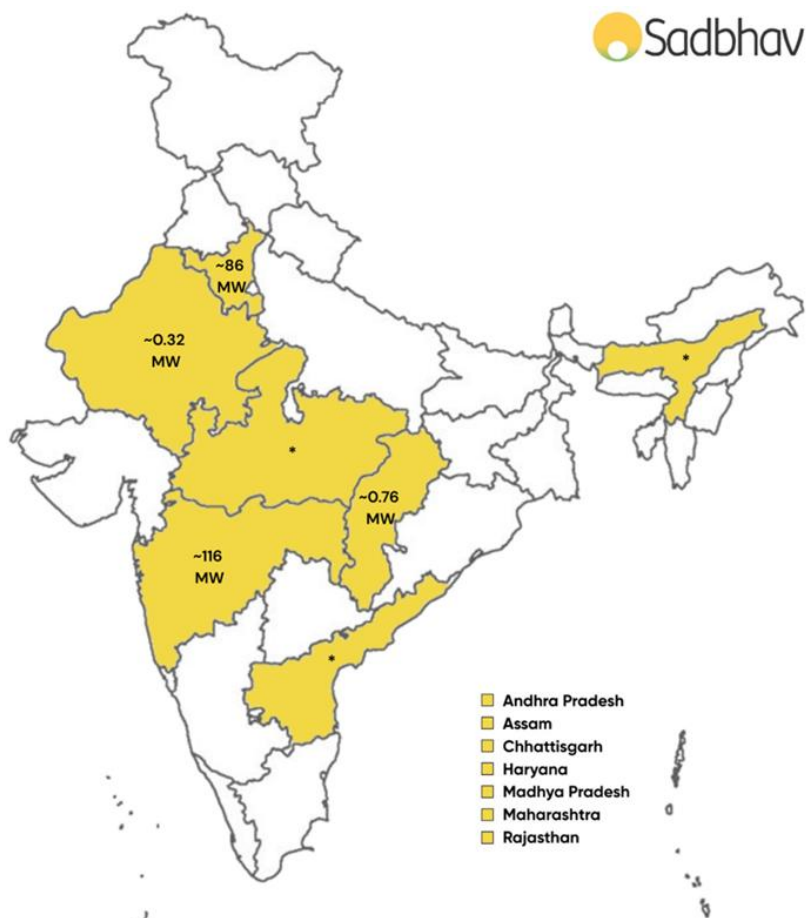 Sadbhav
~86
MW
~0.32
MW
*
*
~0.76
MW
~116
MW
*
Andhra Pradesh
Assam
Chhattisgarh
Haryana
Madhya Pradesh
Maharashtra
Rajasthan